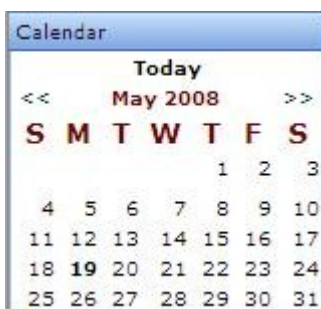 Calendar
Today
<< May 2008 >>
S M T W T F S
1 2 3
4 5 6 7 8 9 10
11 12 13 14 15 16 17
18 19 20 21 22 23 24
25 26 27 28 29 30 31